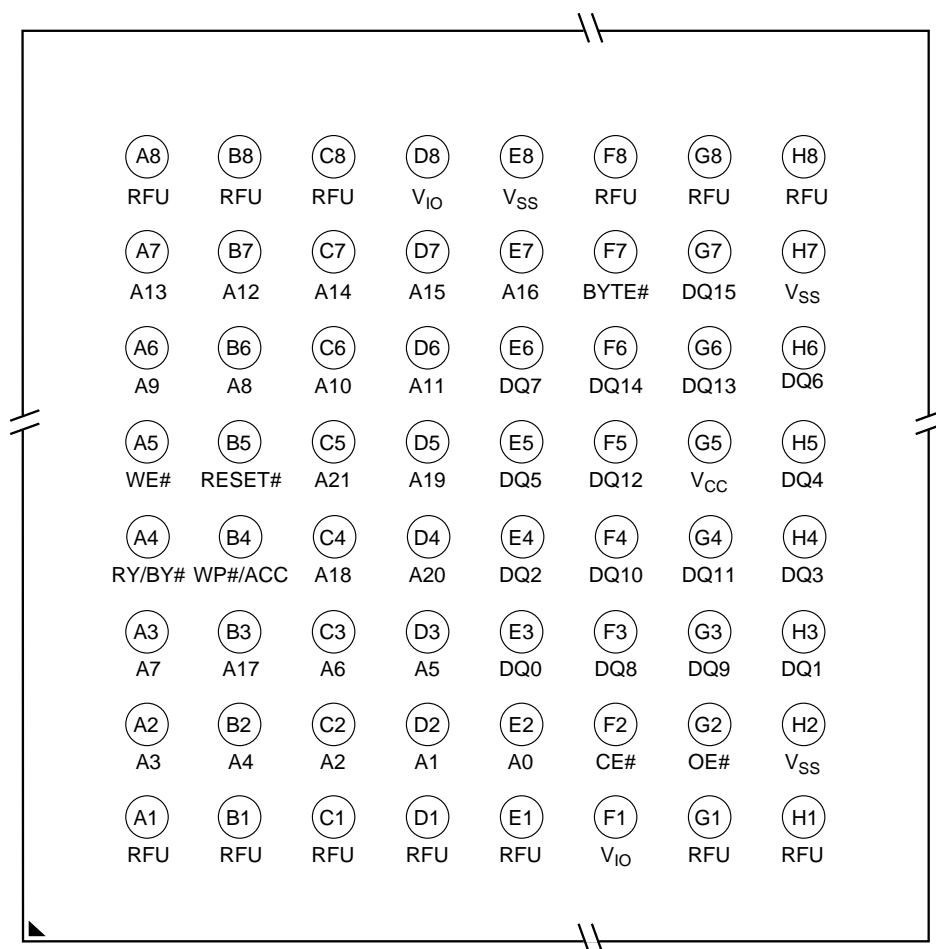 A8 B8 C8 D8 E8 F8 G8 H8
RFU RFU RFU VIO VSS RFU RFU RFU
A7 B7 C7 D7 E7 F7 G7 H7
A13 A12 A14 A15 A16 BYTE# DQ15 VSS
A6 B6 C6 D6 E6 F6 G6 H6
A9 A8 A10 A11 DQ7 DQ14 DQ13 DQ6
A5 B5 C5 D5 E5 F5 G5 H5
WE# RESET# A21 A19 DQ5 DQ12 VCC DQ4
A4 B4 C4 D4 E4 F4 G4 H4
RY/BY# WP#/ACC A18 A20 DQ2 DQ10 DQ11 DQ3
A3 B3 C3 D3 E3 F3 G3 H3
A7 A17 A6 A5 DQ0 DQ8 DQ9 DQ1
A2 B2 C2 D2 E2 F2 G2 H2
A3 A4 A2 A1 A0 CE# OE# VSS
A1 B1 C1 D1 E1 F1 G1 H1
RFU RFU RFU RFU RFU VIO RFU RFU